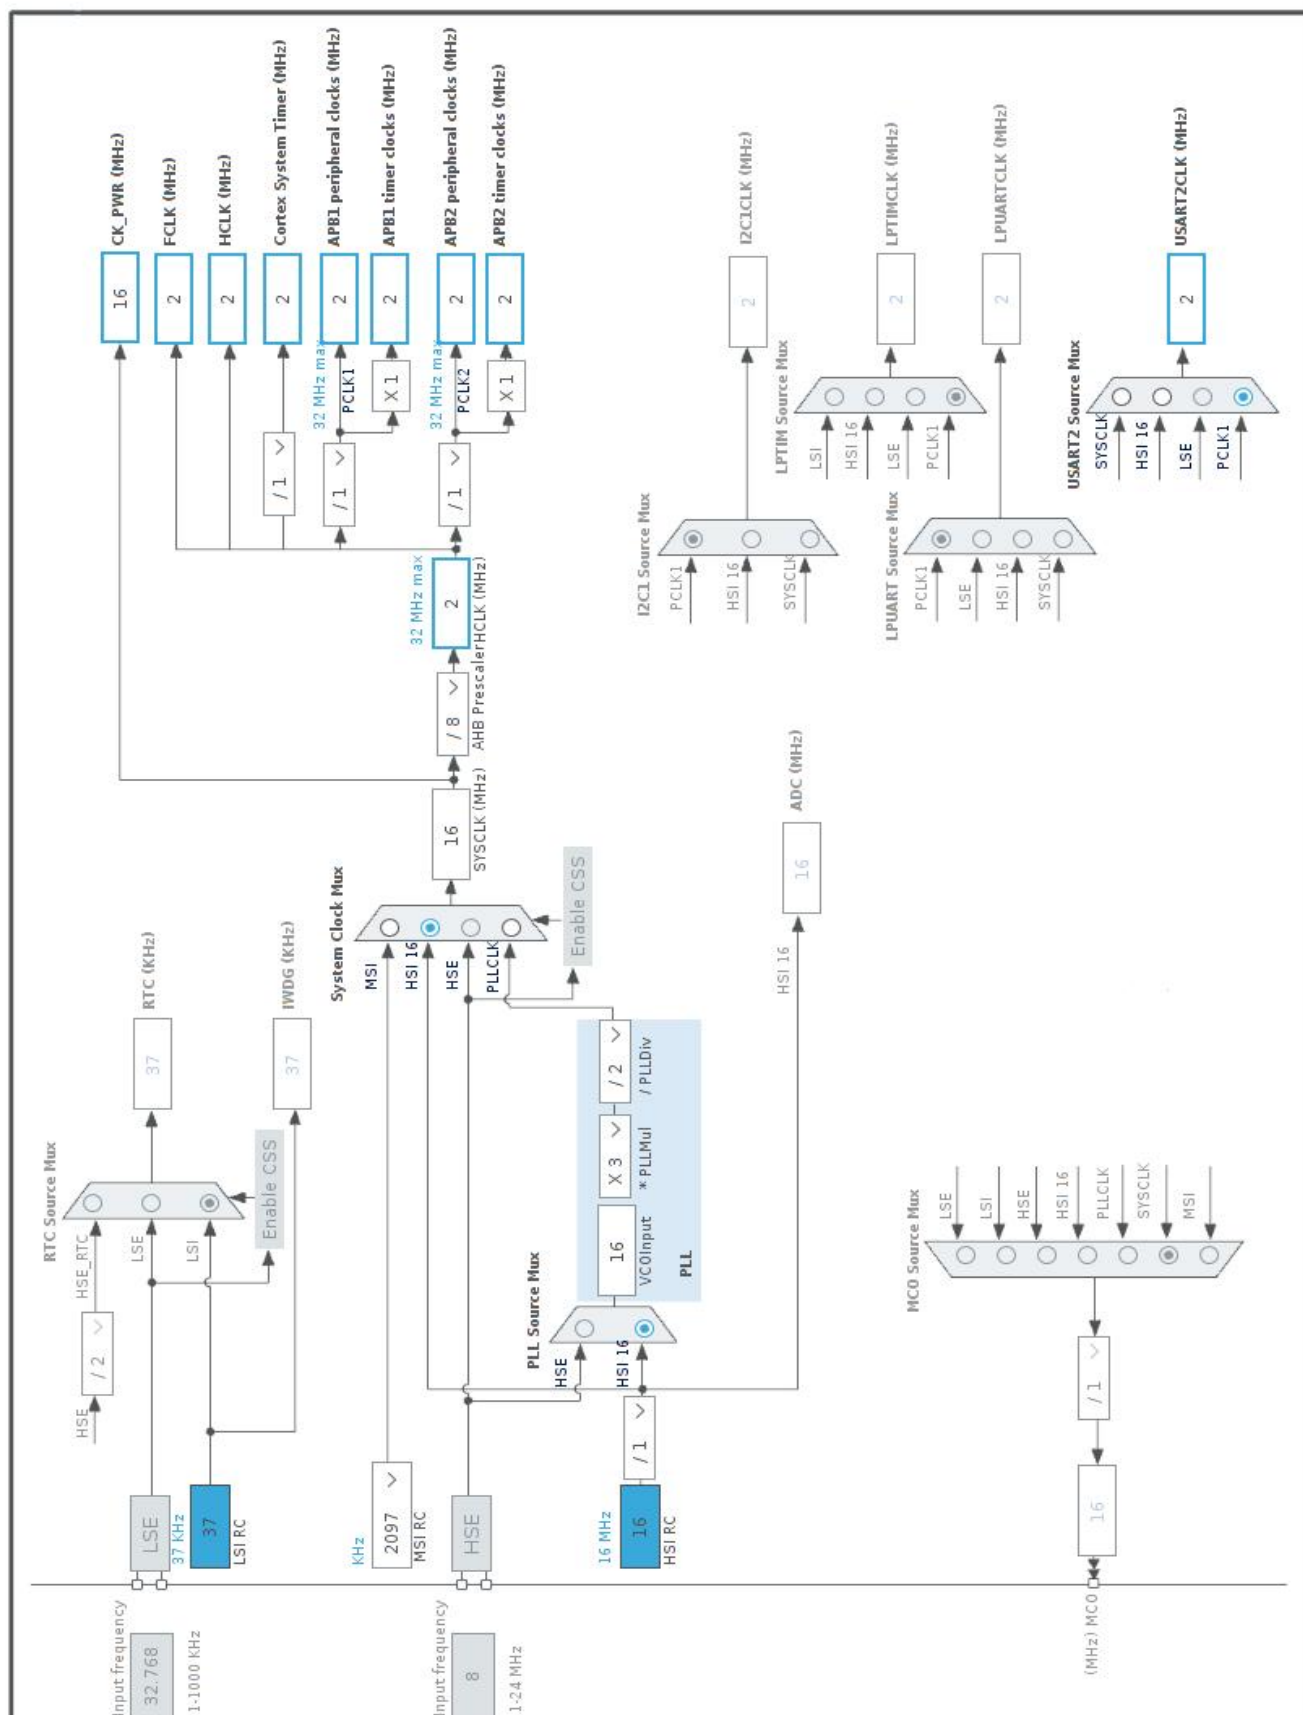 Input frequency
32.768
1-1000 KHz
LSE
37 KHz
37
LSI RC
HSE
/ 2
HSE_RTC
LSE
LSI
RTC Source Mux
Enable CSS
37
RTC (KHz)
37
IWDG (KHz)
Input frequency
8
1-24 MHz
KHz
2097
MSI RC
HSE
16 MHz
16
HSI RC
/ 1
PLL Source Mux
HSE
HSI 16
16
VCOInput
X 3
* PLLMul
/ 2
/ PLLDiv
PLL
System Clock Mux
MSI
HSI 16
HSE
PLLCLK
Enable CSS
16
SYSCLK (MHz)
/ 8
AHB Prescaler
32 MHz max
2
HCLK (MHz)
16
CK_PWR (MHz)
2
FCLK (MHz)
2
HCLK (MHz)
/ 1
2
Cortex System Timer (MHz)
/ 1
32 MHz max
PCLK1
2
APB1 peripheral clocks (MHz)
X 1
2
APB1 timer clocks (MHz)
/ 1
32 MHz max
PCLK2
2
APB2 peripheral clocks (MHz)
X 1
2
APB2 timer clocks (MHz)
HSI 16
16
ADC (MHz)
I2C1 Source Mux
PCLK1
HSI 16
SYSCLK
2
I2C1CLK (MHz)
LPTIM Source Mux
LSI
HSI 16
LSE
PCLK1
2
LPTIMCLK (MHz)
LPUART Source Mux
PCLK1
LSE
HSI 16
SYSCLK
2
LPUARTCLK (MHz)
USART2 Source Mux
SYSCLK
HSI 16
LSE
PCLK1
2
USART2CLK (MHz)
MCO Source Mux
LSE
LSI
HSE
HSI 16
PLLCLK
SYSCLK
MSI
/ 1
16
(MHz) MCO